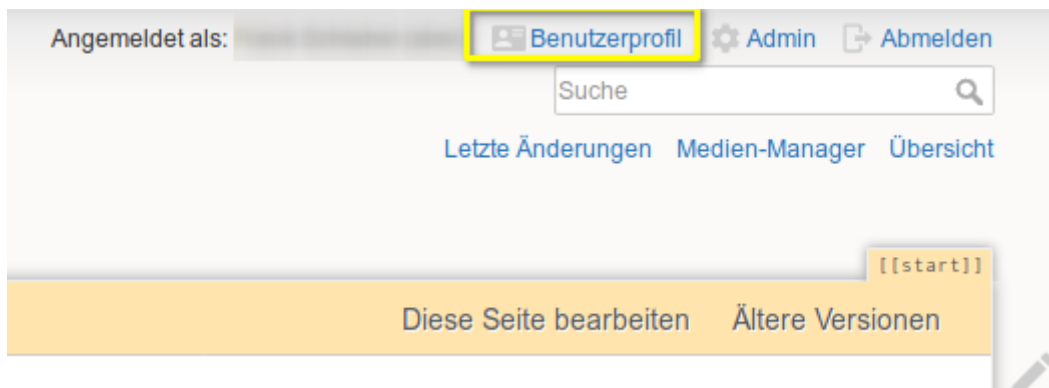 Angemeldet als: Benutzerprofil Admin Abmelden
Suche
Letzte Änderungen Medien-Manager Übersicht
[[start]]
Diese Seite bearbeiten Ältere Versionen